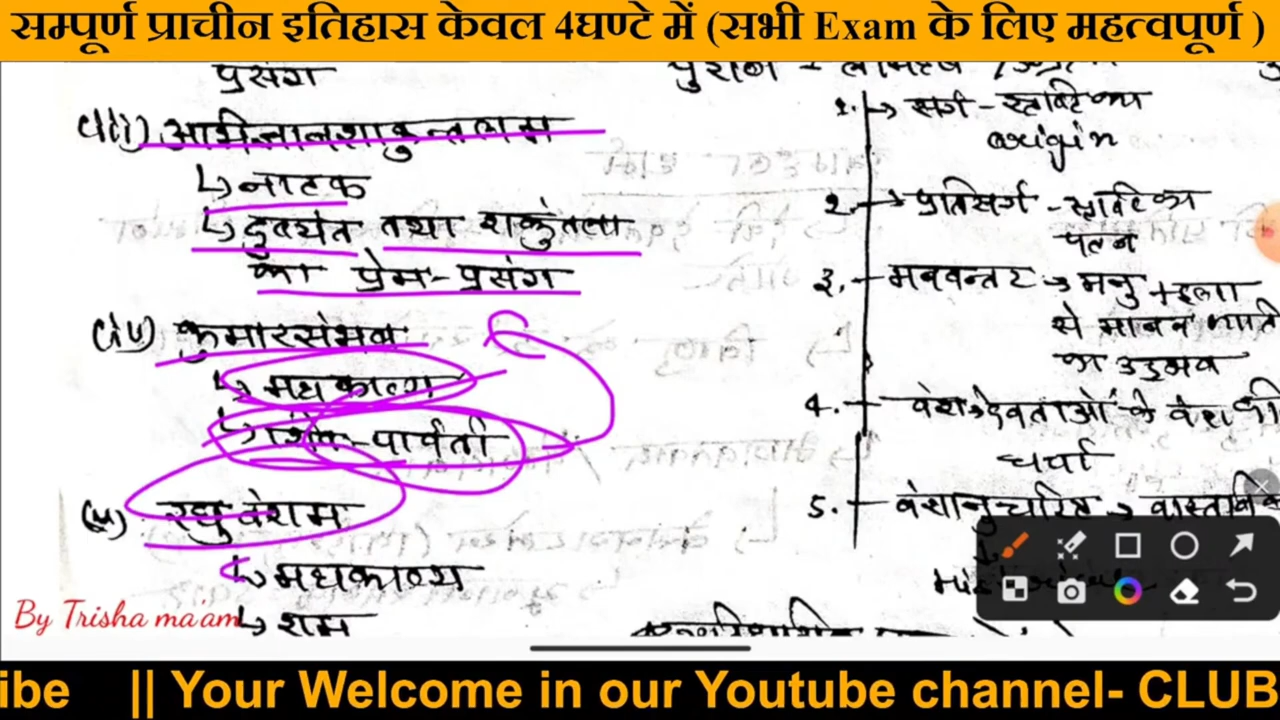 सम्पूर्ण प्राचीन इतिहास केवल 4घण्टे में (सभी Exam के लिए महत्वपूर्ण )
प्रसंग
(iii) अभिज्ञानशाकुन्तलम
↳ नाटक
↳ दुष्यंत तथा शकुंतला
का प्रेम-प्रसंग
(iv) कुमारसंभव
↳ महाकाव्य
पार्वती
(v) रघुवंशम
↳ महाकाव्य
↳ राम
पुराण -
1. → सर्ग - सृष्टि का
origin
2. → प्रतिसर्ग - सृष्टि का
पतन
3. मनवन्तर → मनु + इला
से मानव जाति
का उद्भव
4. वंश → देवताओं के वंश की
चर्चा
5. वंशानुचरित →
By Trisha ma'am
ibe || Your Welcome in our Youtube channel- CLUB